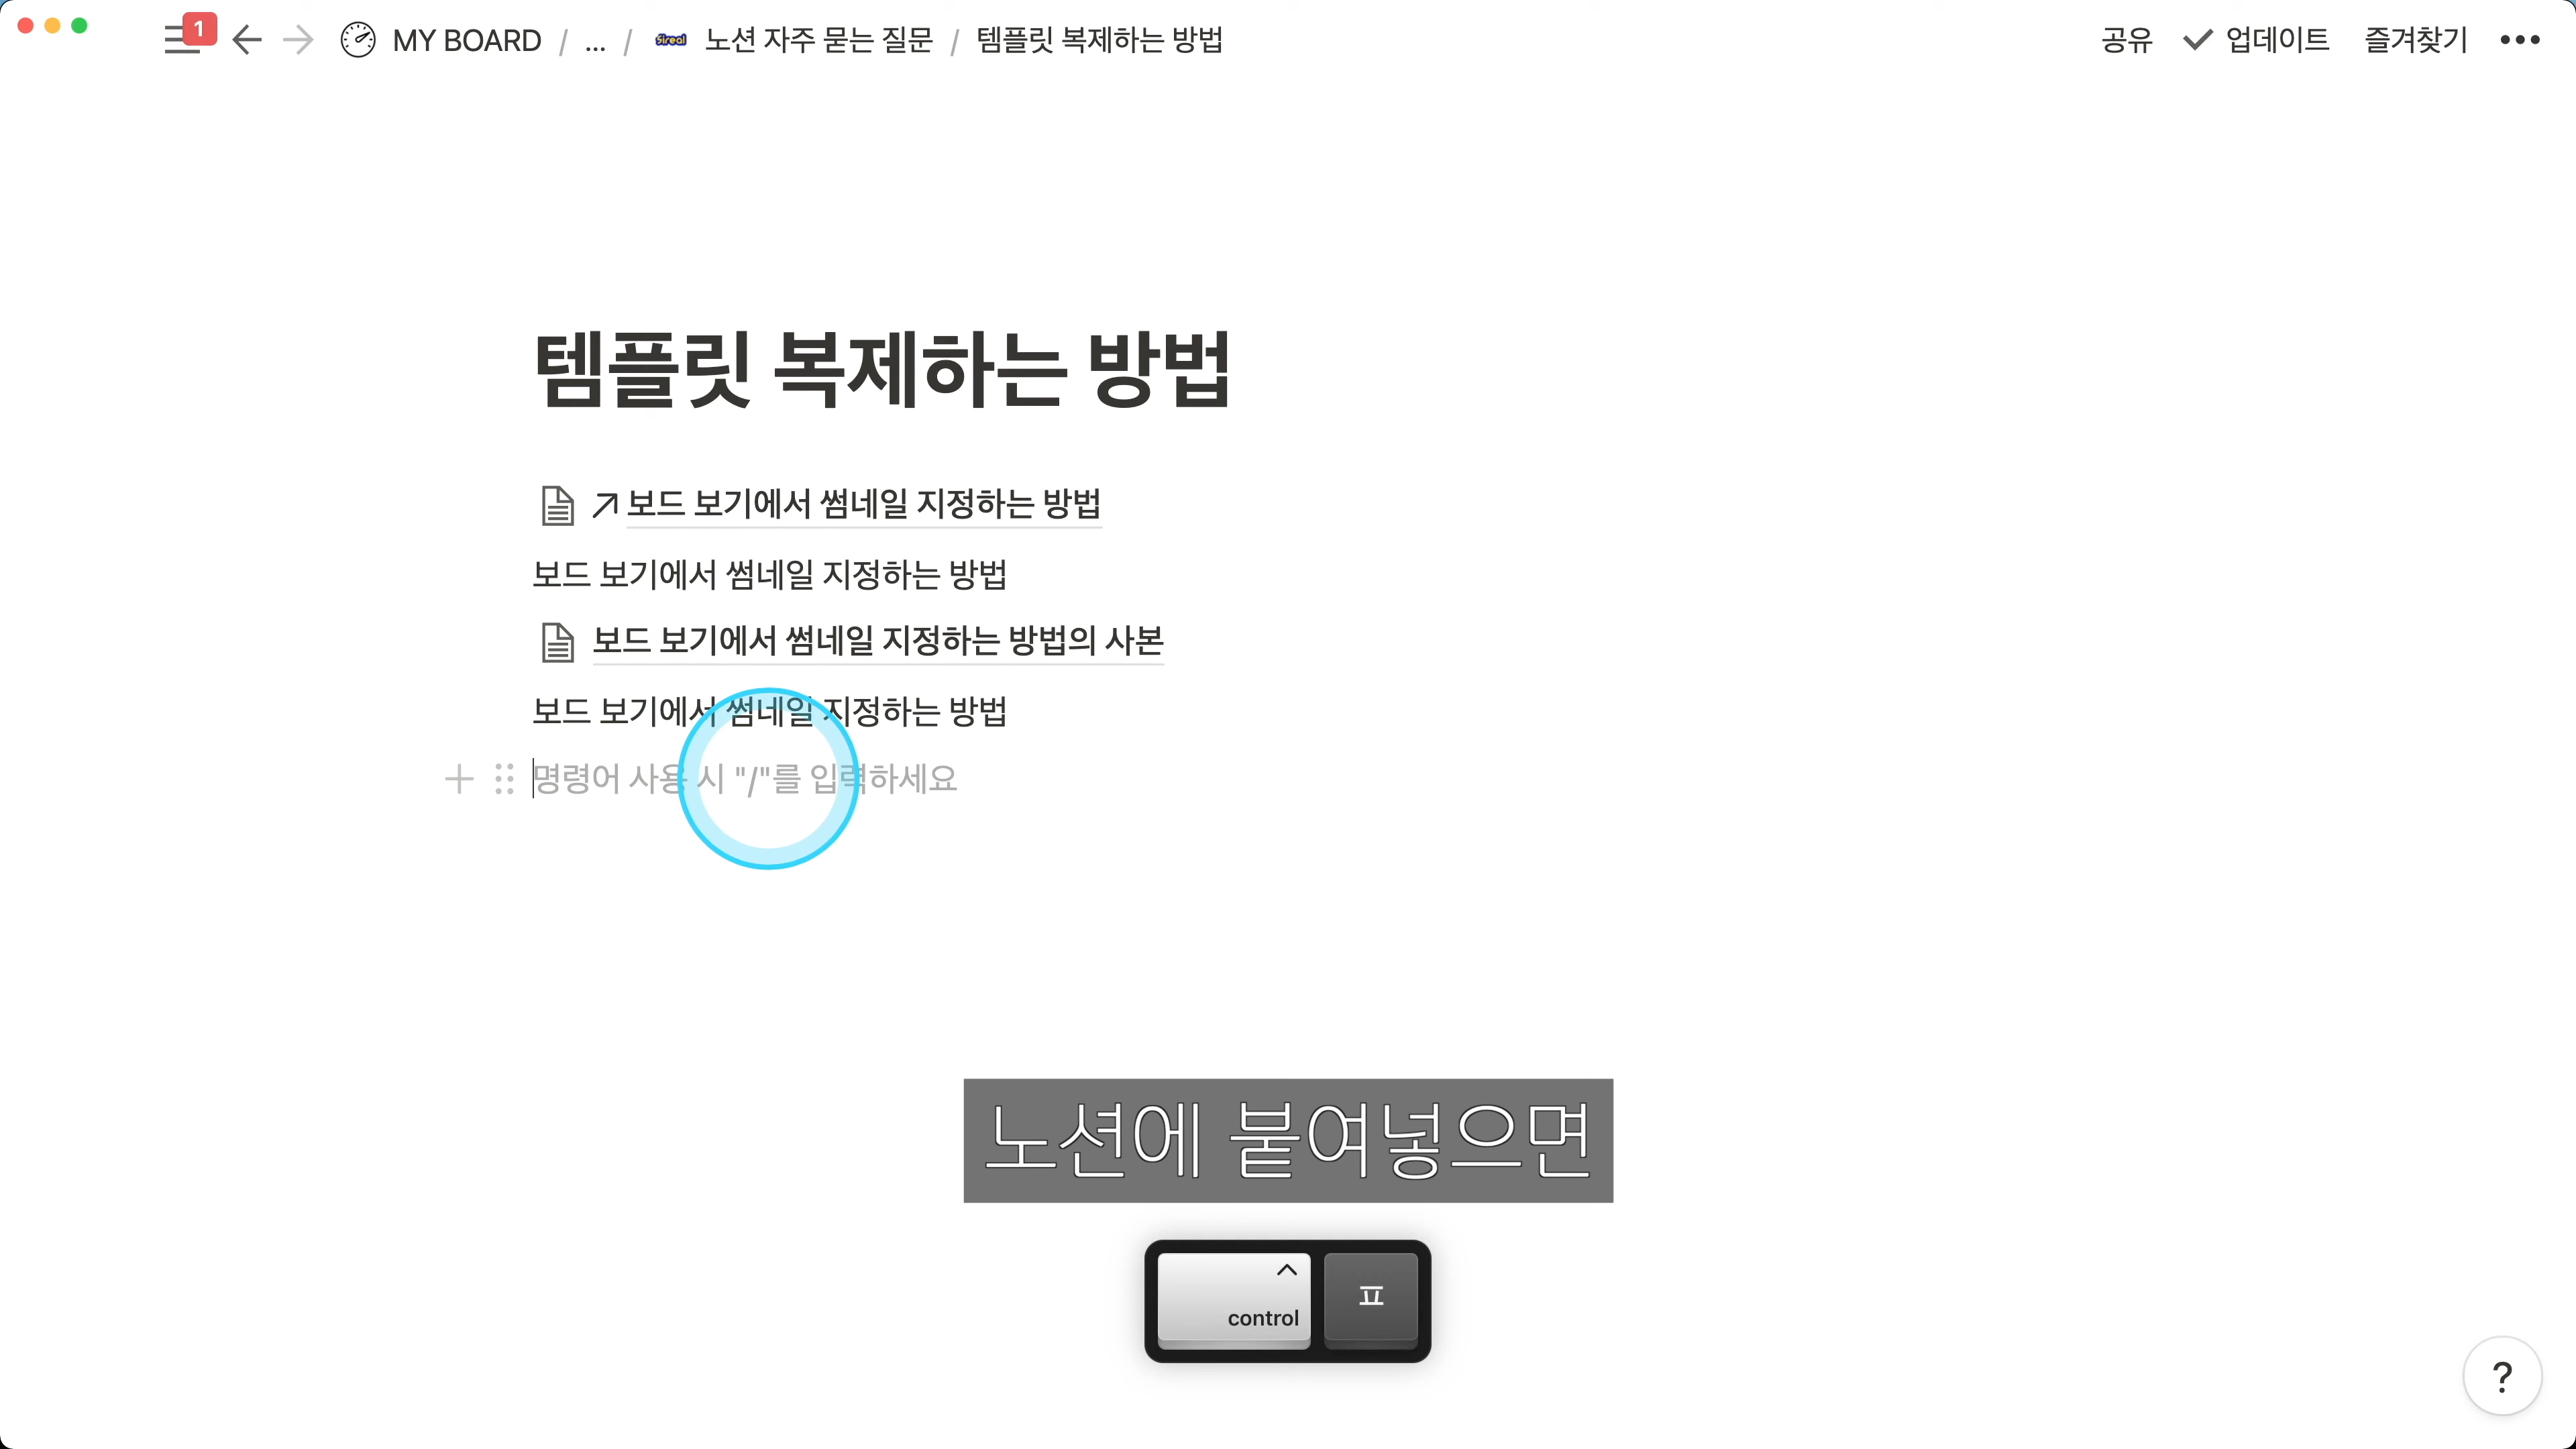 1
MY BOARD / ... / Sireal 노션 자주 묻는 질문 / 템플릿 복제하는 방법
공유 업데이트 즐겨찾기
템플릿 복제하는 방법
보드 보기에서 썸네일 지정하는 방법
보드 보기에서 썸네일 지정하는 방법
보드 보기에서 썸네일 지정하는 방법의 사본
보드 보기에서 썸네일 지정하는 방법
명령어 사용 시 "/"를 입력하세요
노션에 붙여넣으면
control ㅍ
?